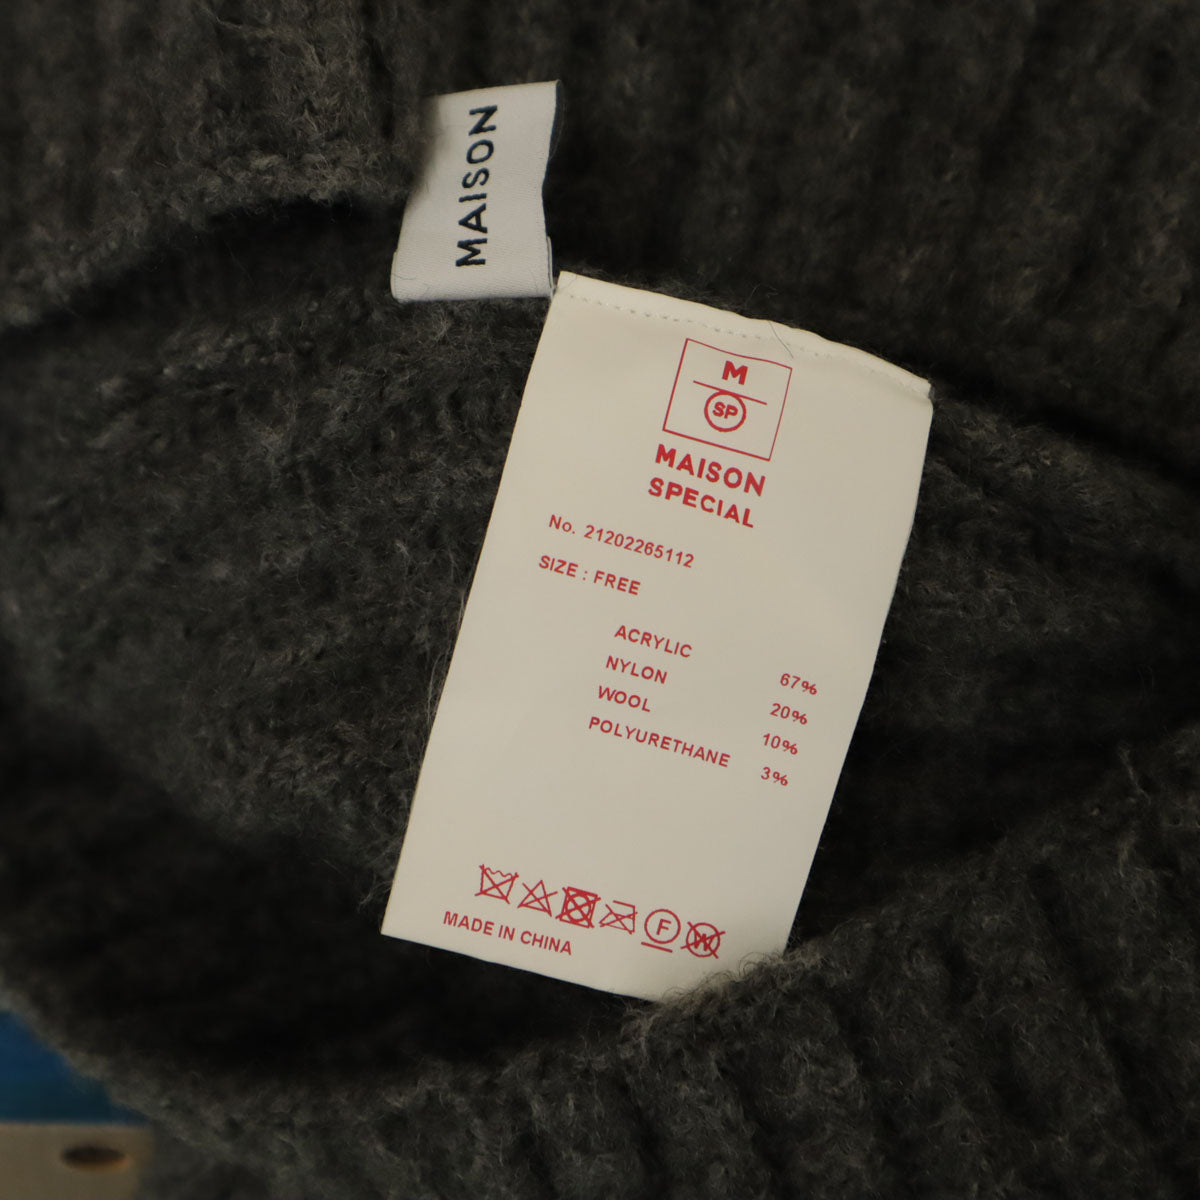 MAISON
M
SP
MAISON
SPECIAL
No. 21202265112
SIZE : FREE
ACRYLIC 67%
NYLON 20%
WOOL 10%
POLYURETHANE 3%
F W
MADE IN CHINA